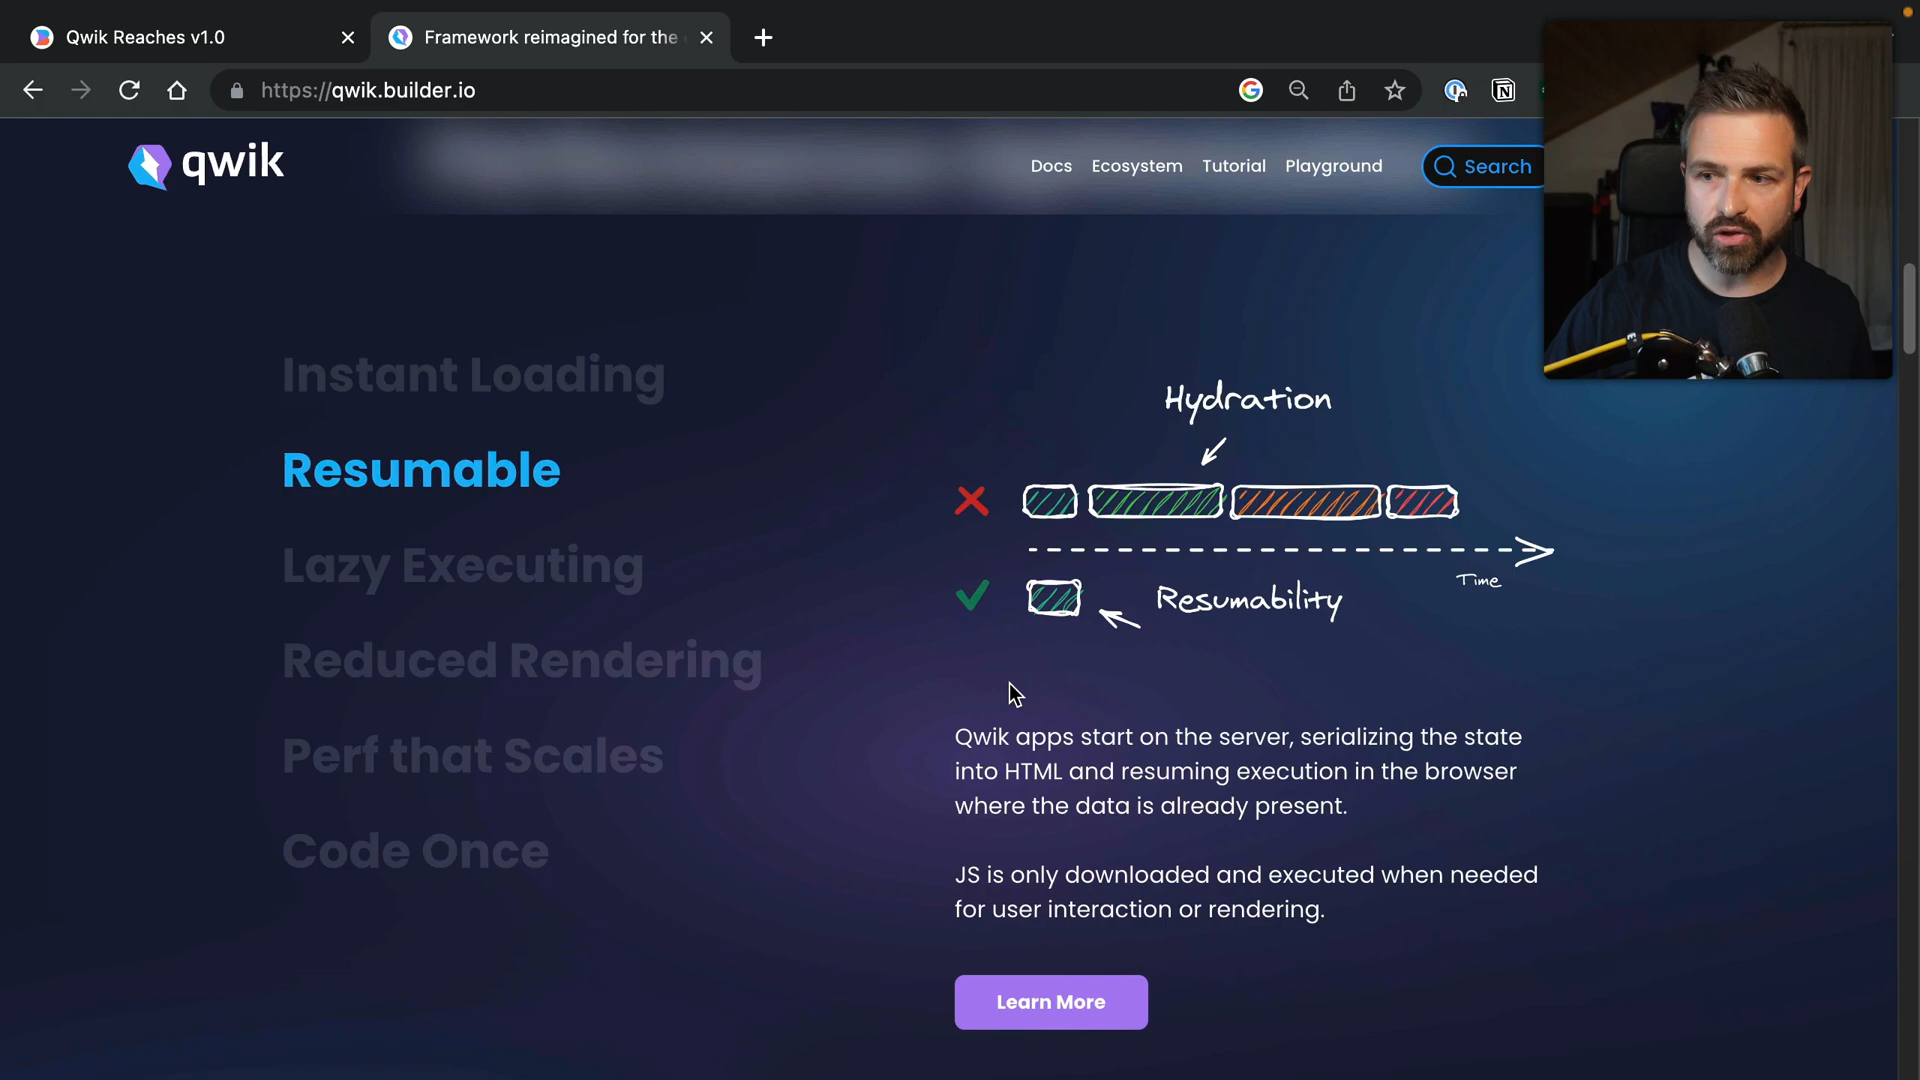 Qwik Reaches v1.0
Framework reimagined for the
https://qwik.builder.io
qwik
Docs
Ecosystem
Tutorial
Playground
Search
Instant Loading
Resumable
Lazy Executing
Reduced Rendering
Perf that Scales
Code Once
Hydration
Time
Resumability
Qwik apps start on the server, serializing the state
into HTML and resuming execution in the browser
where the data is already present.
JS is only downloaded and executed when needed
for user interaction or rendering.
Learn More